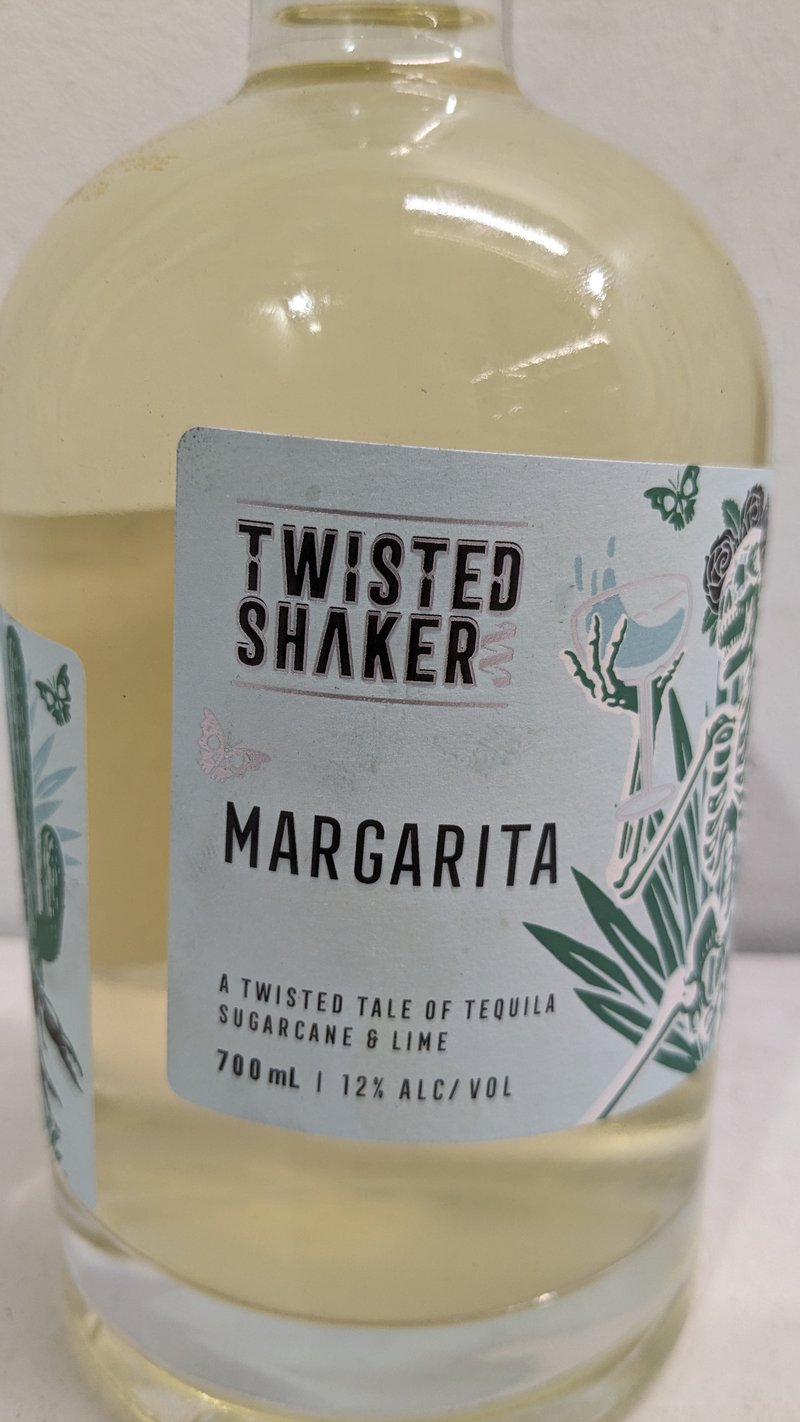 TWISTED
SHAKER
MARGARITA
A TWISTED TALE OF TEQUILA
SUGARCANE & LIME
700mL | 12% ALC/VOL